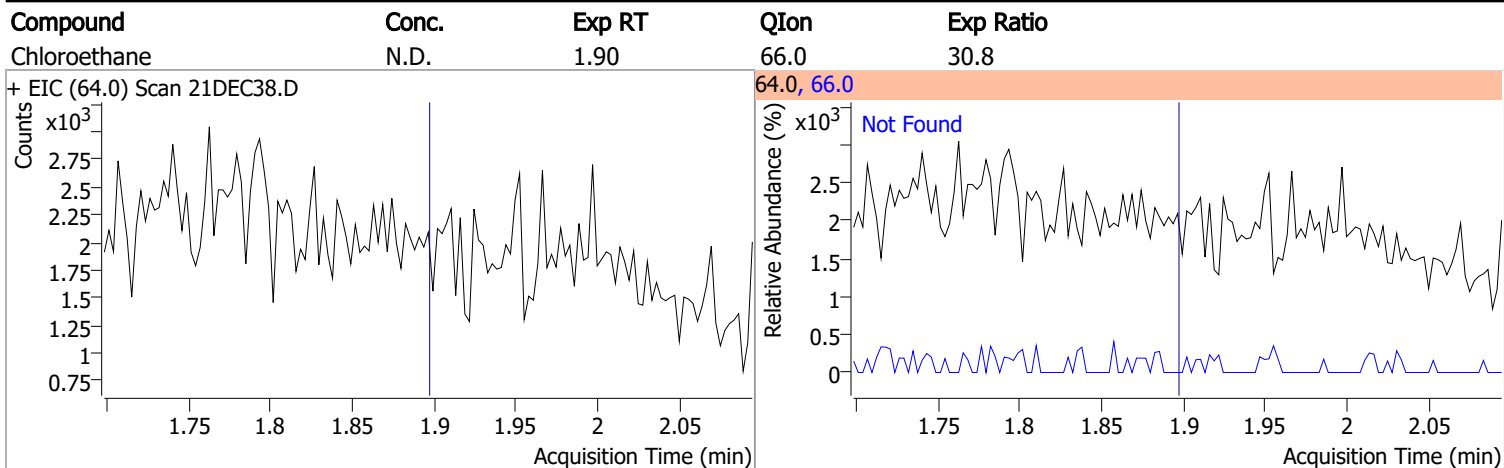 Compound Conc. Exp RT QIon Exp Ratio
Chloroethane N.D. 1.90 66.0 30.8
+ EIC (64.0) Scan 21DEC38.D
Counts
x10³
2.75
2.5
2.25
2
1.75
1.5
1.25
1
0.75
1.75 1.8 1.85 1.9 1.95 2 2.05
Acquisition Time (min)
64.0, 66.0
Relative Abundance (%)
x10³
Not Found
2.5
2
1.5
1
0.5
0
1.75 1.8 1.85 1.9 1.95 2 2.05
Acquisition Time (min)